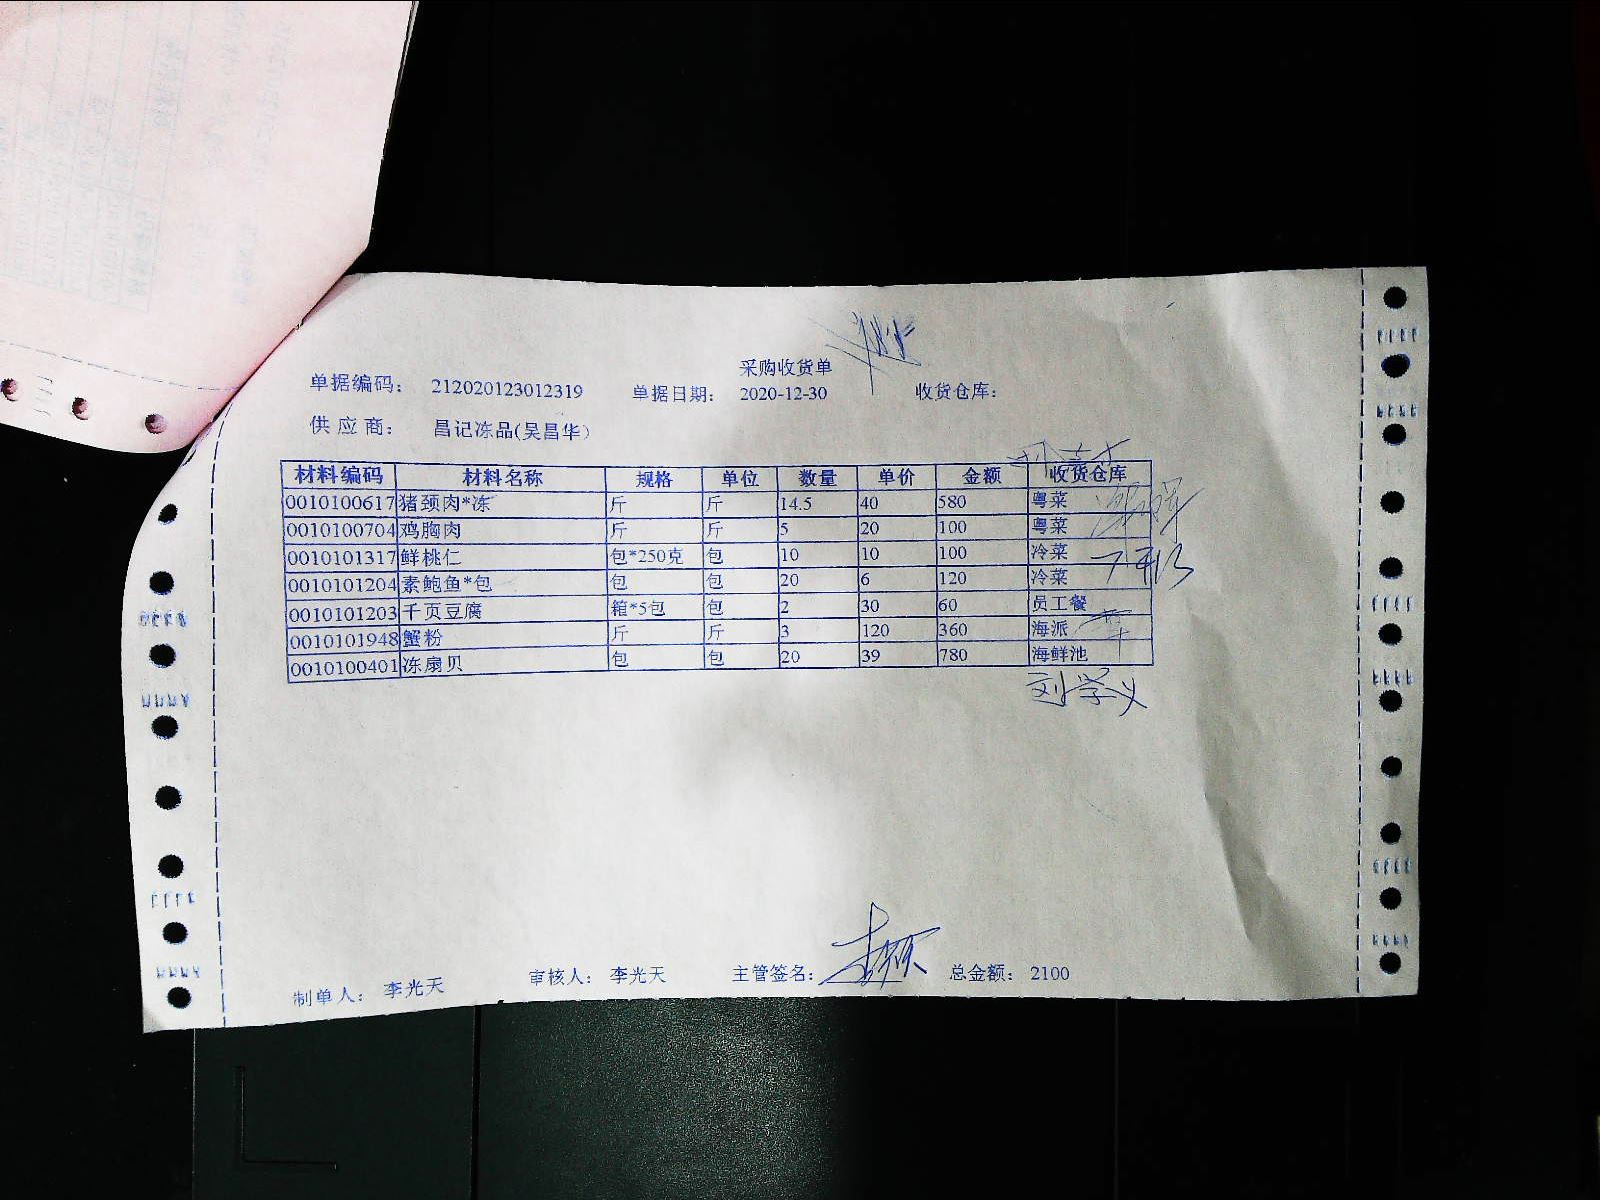 采购收货单
单据编码： 212020123012319 单据日期： 2020-12-30 收货仓库：
供 应 商： 昌记冻品(吴昌华)
材料编码 材料名称 规格 单位 数量 单价 金额 收货仓库
0010100617 猪颈肉*冻 斤 斤 14.5 40 580 粤菜
0010100704 鸡胸肉 斤 斤 5 20 100 粤菜
0010101317 鲜桃仁 包*250克 包 10 10 100 冷菜
0010101204 素鲍鱼*包 包 包 20 6 120 冷菜
0010101203 千页豆腐 箱*5包 包 2 30 60 员工餐
0010101948 蟹粉 斤 斤 3 120 360 海派
0010100401 冻扇贝 包 包 20 39 780 海鲜池
刘学义
制单人： 李光天 审核人： 李光天 主管签名： 总金额： 2100